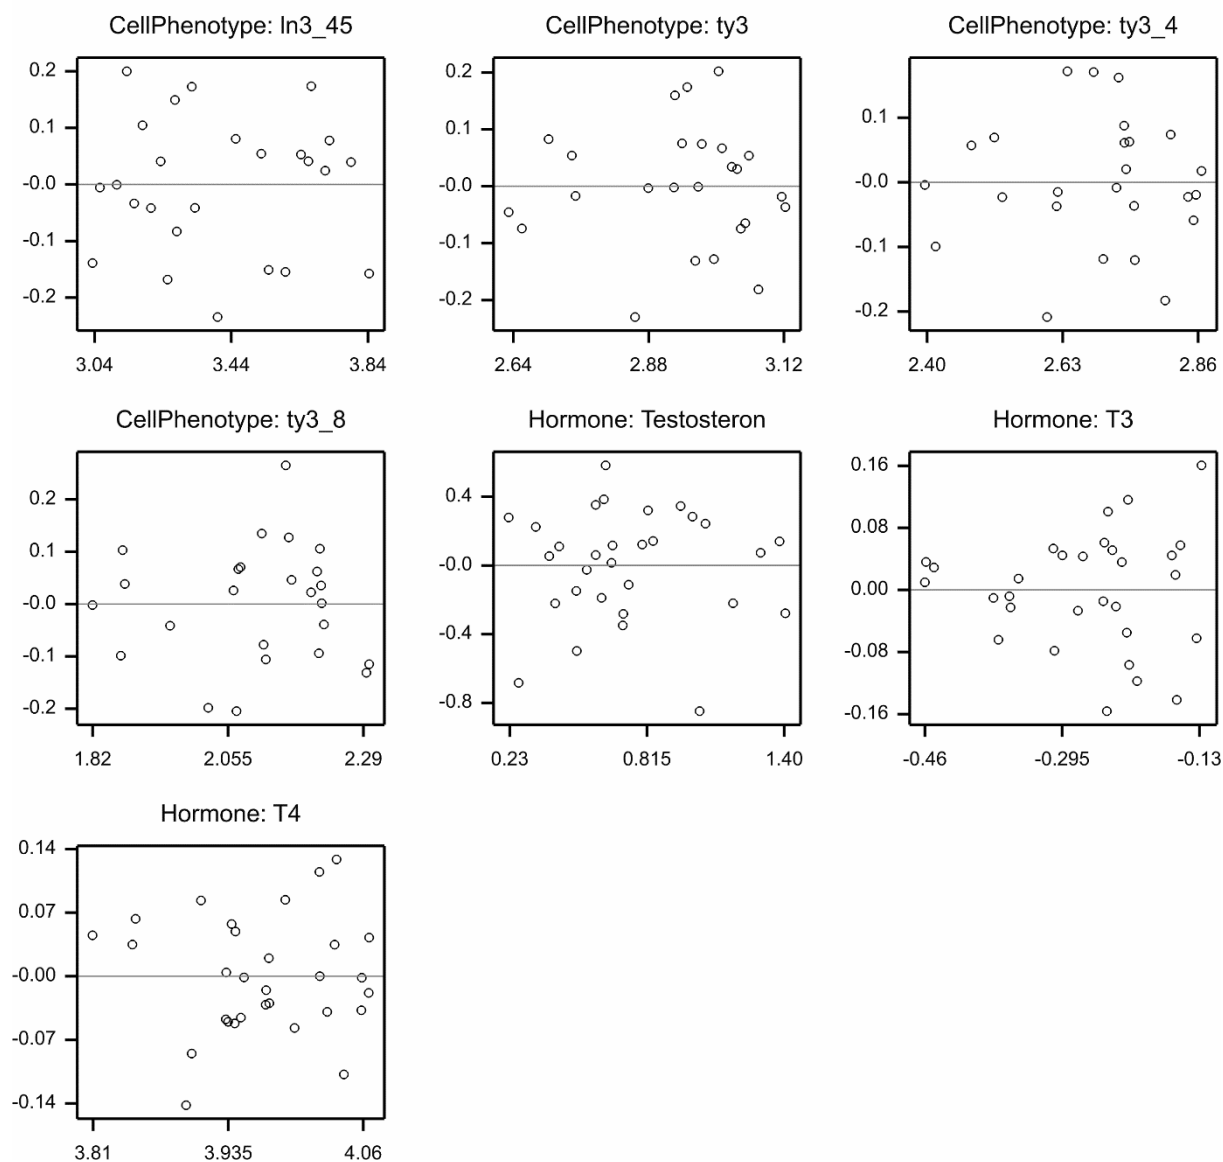 CellPhenotype: ln3_45
CellPhenotype: ty3
CellPhenotype: ty3_4
0.2
0.1
-0.0
-0.1
-0.2
3.04 3.44 3.84
0.2
0.1
-0.0
-0.1
-0.2
2.64 2.88 3.12
0.1
-0.0
-0.1
-0.2
2.40 2.63 2.86
CellPhenotype: ty3_8
Hormone: Testosteron
Hormone: T3
0.2
0.1
-0.0
-0.1
-0.2
1.82 2.055 2.29
0.4
-0.0
-0.4
-0.8
0.23 0.815 1.40
0.16
0.08
0.00
-0.08
-0.16
-0.46 -0.295 -0.13
Hormone: T4
0.14
0.07
-0.00
-0.07
-0.14
3.81 3.935 4.06